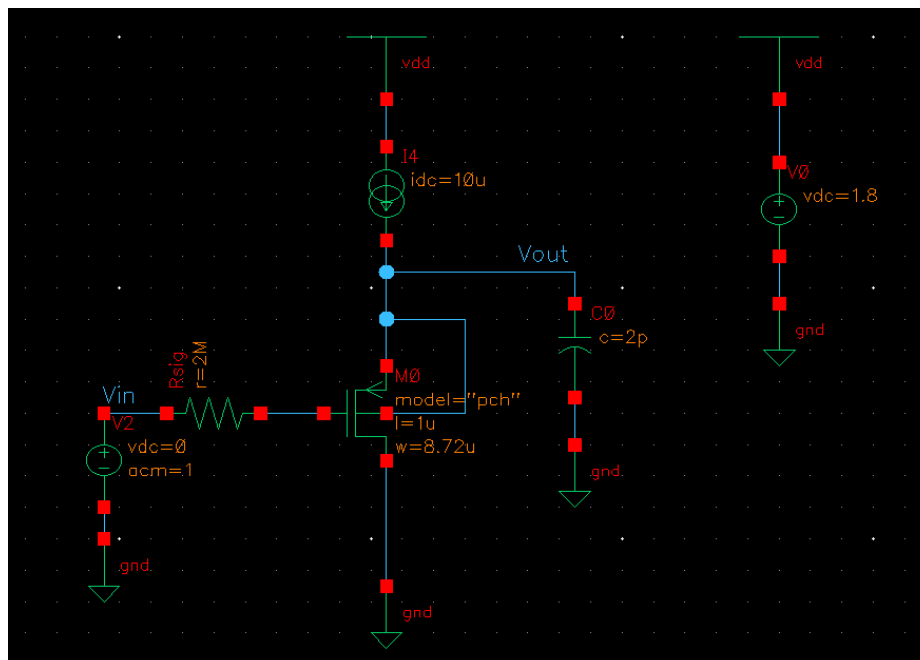 vdd
vdd
I4
idc=10u
V0
vdc=1.8
Vout
C0
c=2p
gnd
Rsig
r=2M
M0
model="pch"
l=1u
w=8.72u
Vin
V2
vdc=0
acm=1
gnd
gnd
gnd